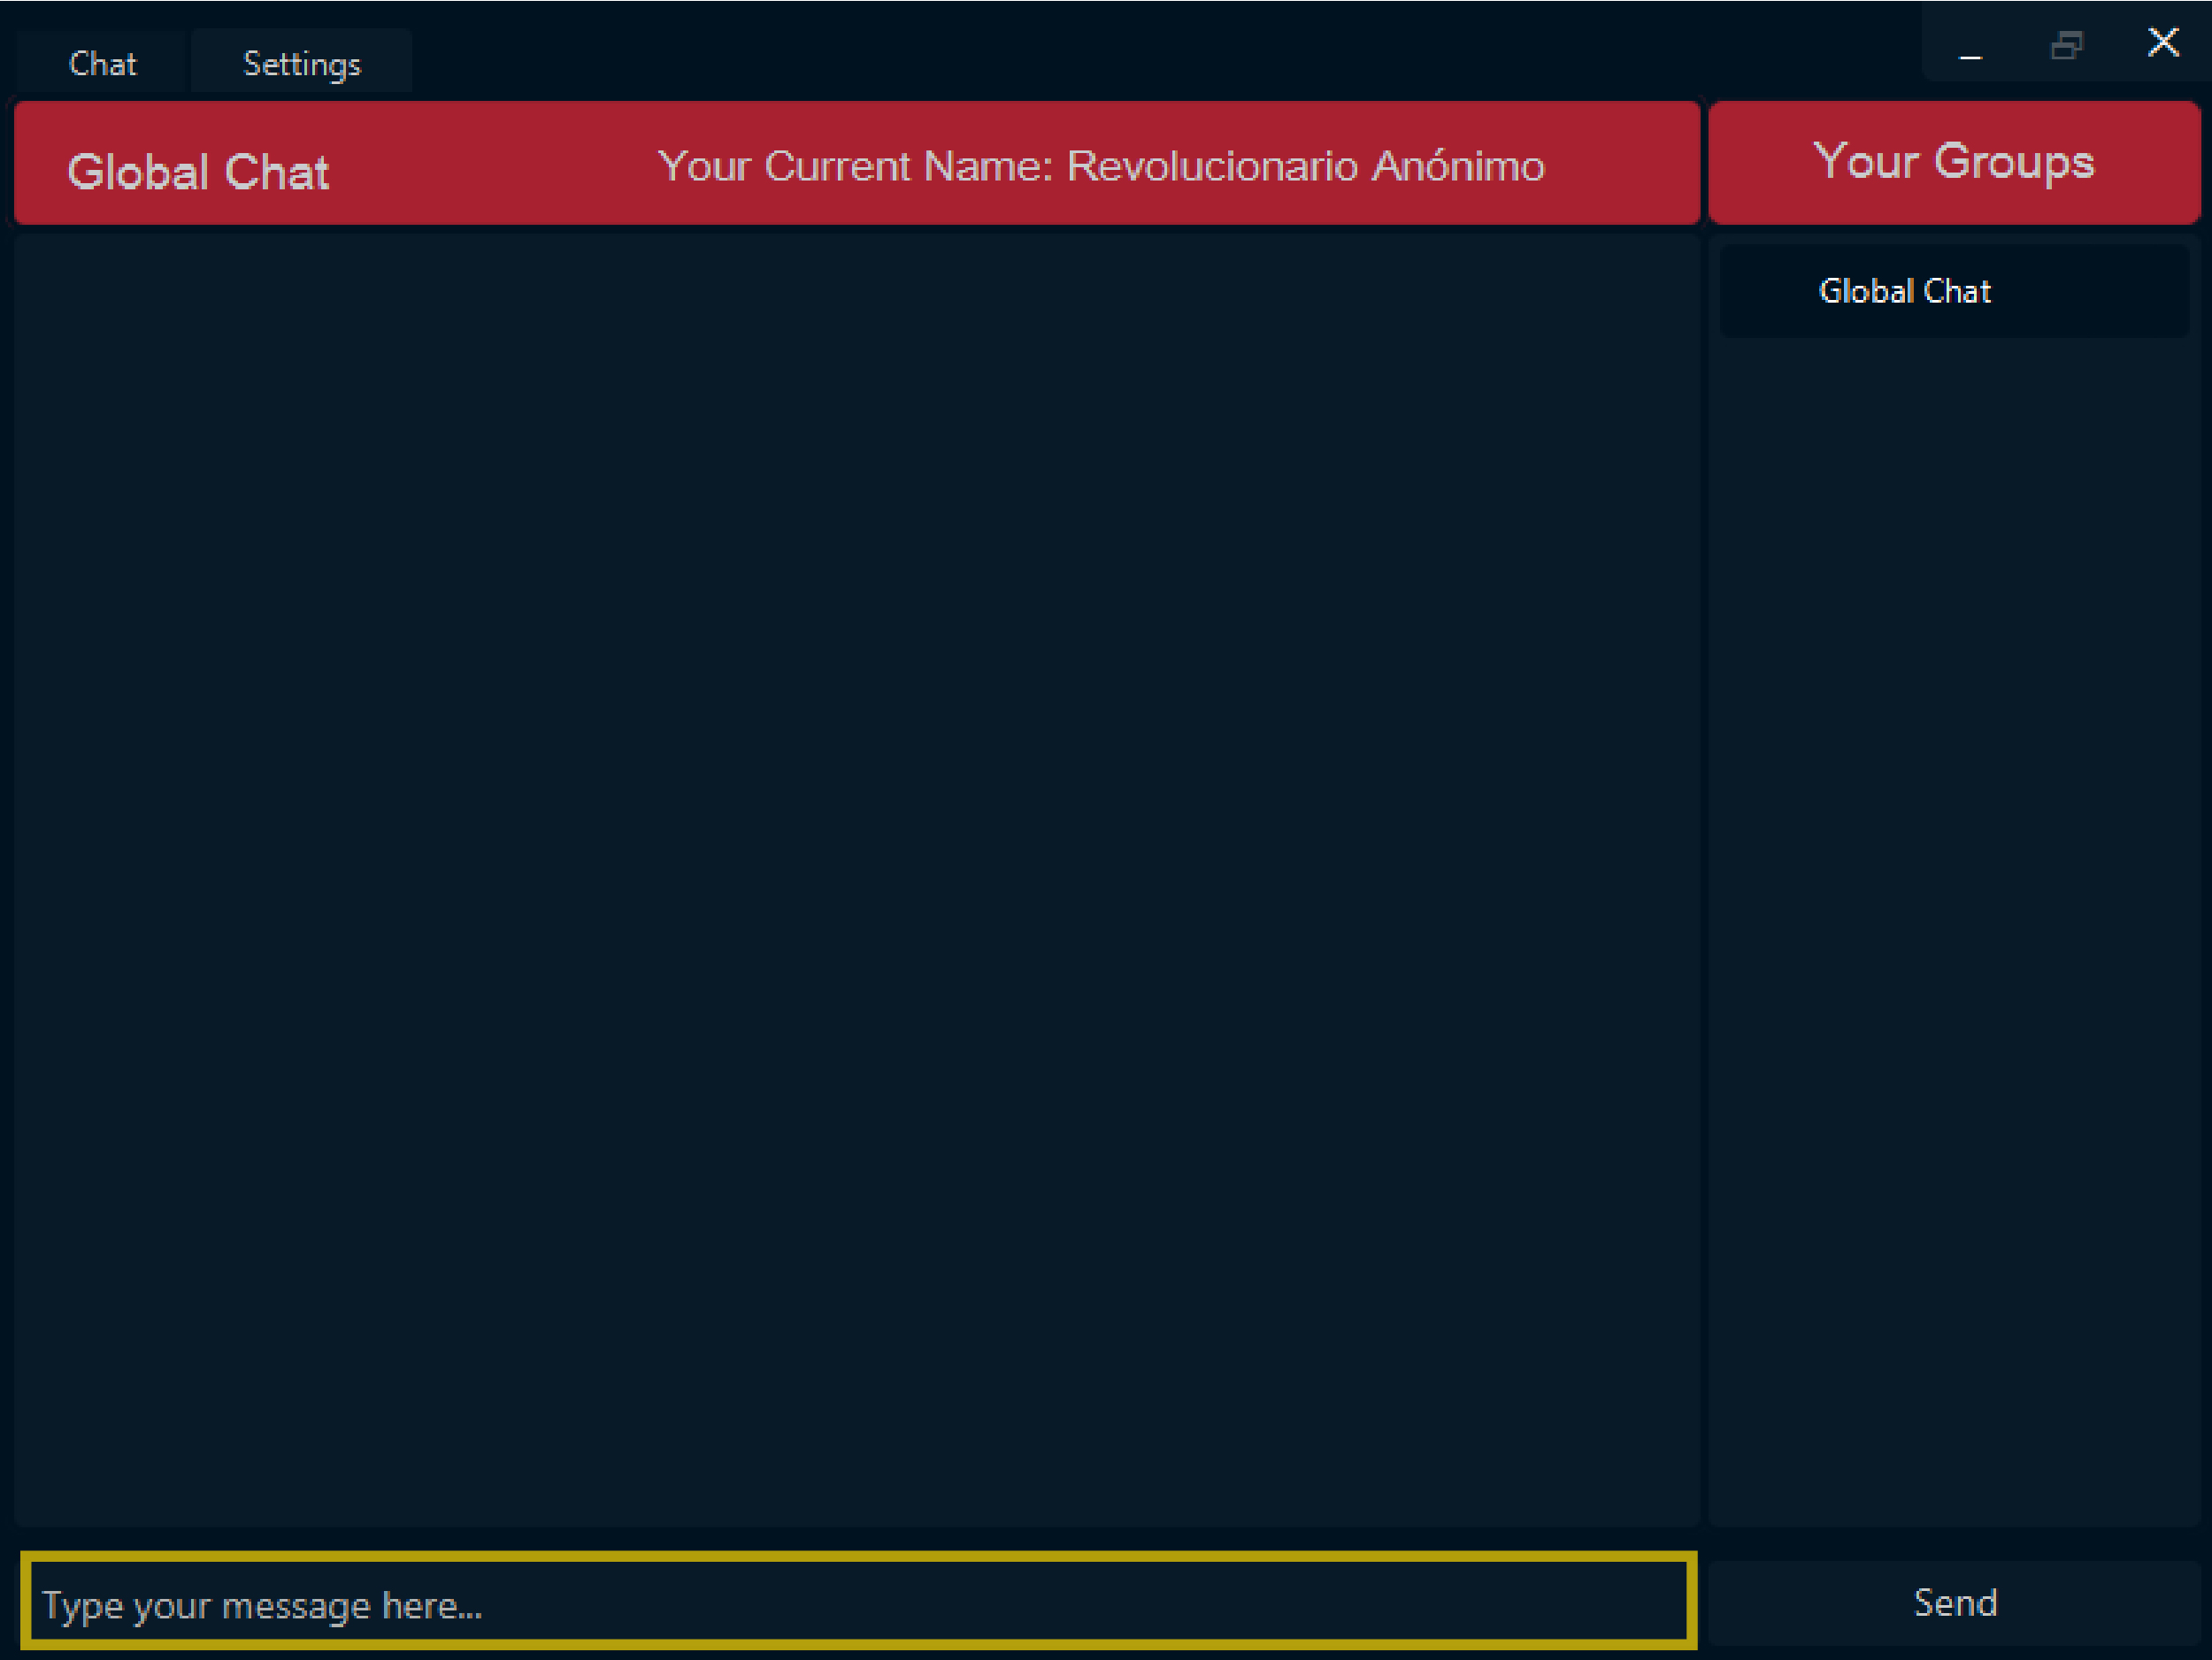 Chat
Settings
Global Chat
Your Current Name: Revolucionario Anónimo
Your Groups
Global Chat
Type your message here...
Send